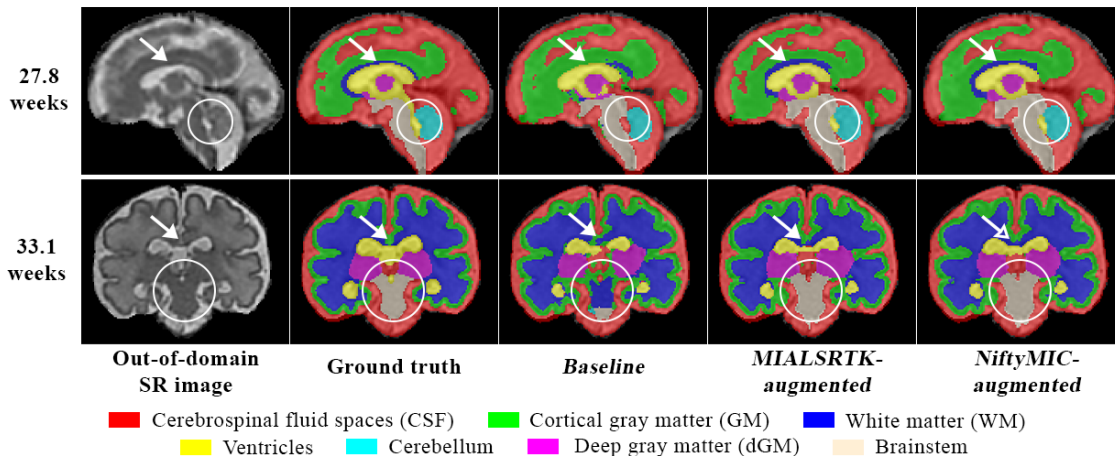 27.8
weeks
33.1
weeks
Out-of-domain
SR image
Ground truth
Baseline
MIALSRTK-
augmented
NiftyMIC-
augmented
Cerebrospinal fluid spaces (CSF)
Cortical gray matter (GM)
White matter (WM)
Ventricles
Cerebellum
Deep gray matter (dGM)
Brainstem